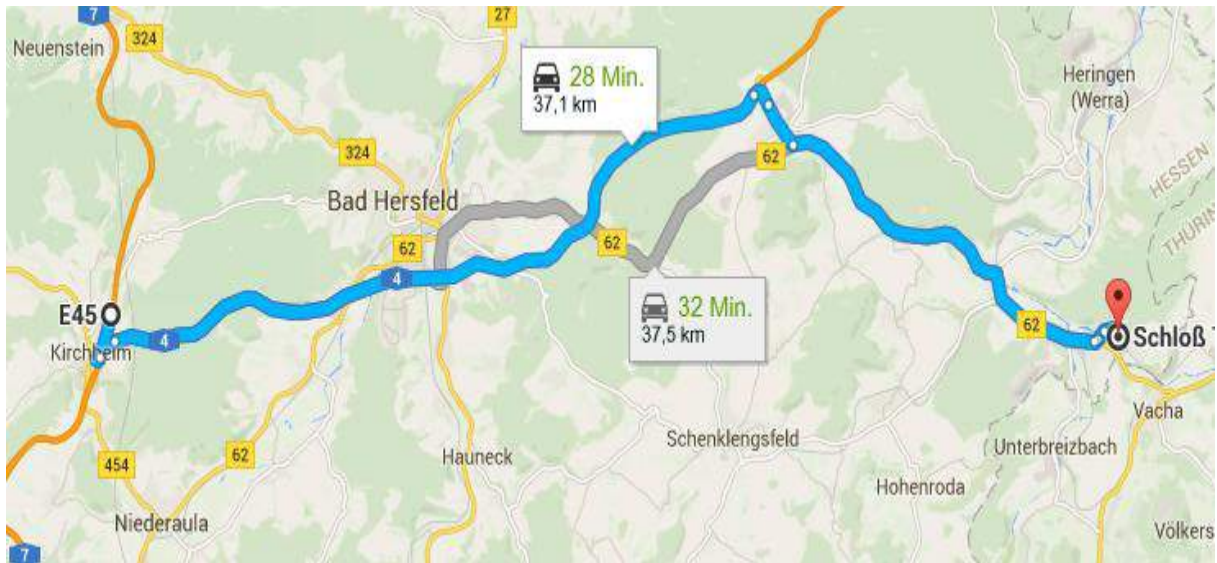 7
27
Neuenstein
324
28 Min.
37,1 km
Heringen
(Werra)
324
62
HESSEN
Bad Hersfeld
62
62
THÜRIN
4
E45
32 Min.
37,5 km
62
Schloß
4
Kirchheim
Vacha
Schenklengsfeld
Unterbreizbach
62
Hauneck
454
Hohenroda
Niederaula
Völkers
7